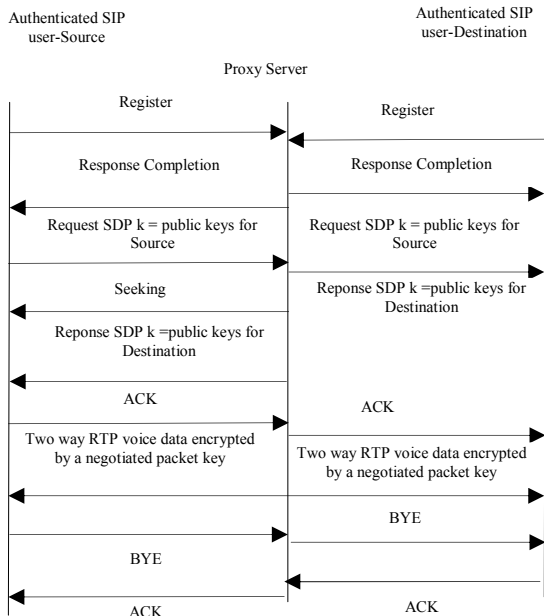 Authenticated SIP
user-Source
Authenticated SIP
user-Destination
Proxy Server
Register
Register
Response Completion
Response Completion
Request SDP k = public keys for
Source
Request SDP k = public keys for
Source
Seeking
Reponse SDP k =public keys for
Destination
Reponse SDP k =public keys for
Destination
ACK
ACK
Two way RTP voice data encrypted
by a negotiated packet key
Two way RTP voice data encrypted
by a negotiated packet key
BYE
BYE
ACK
ACK